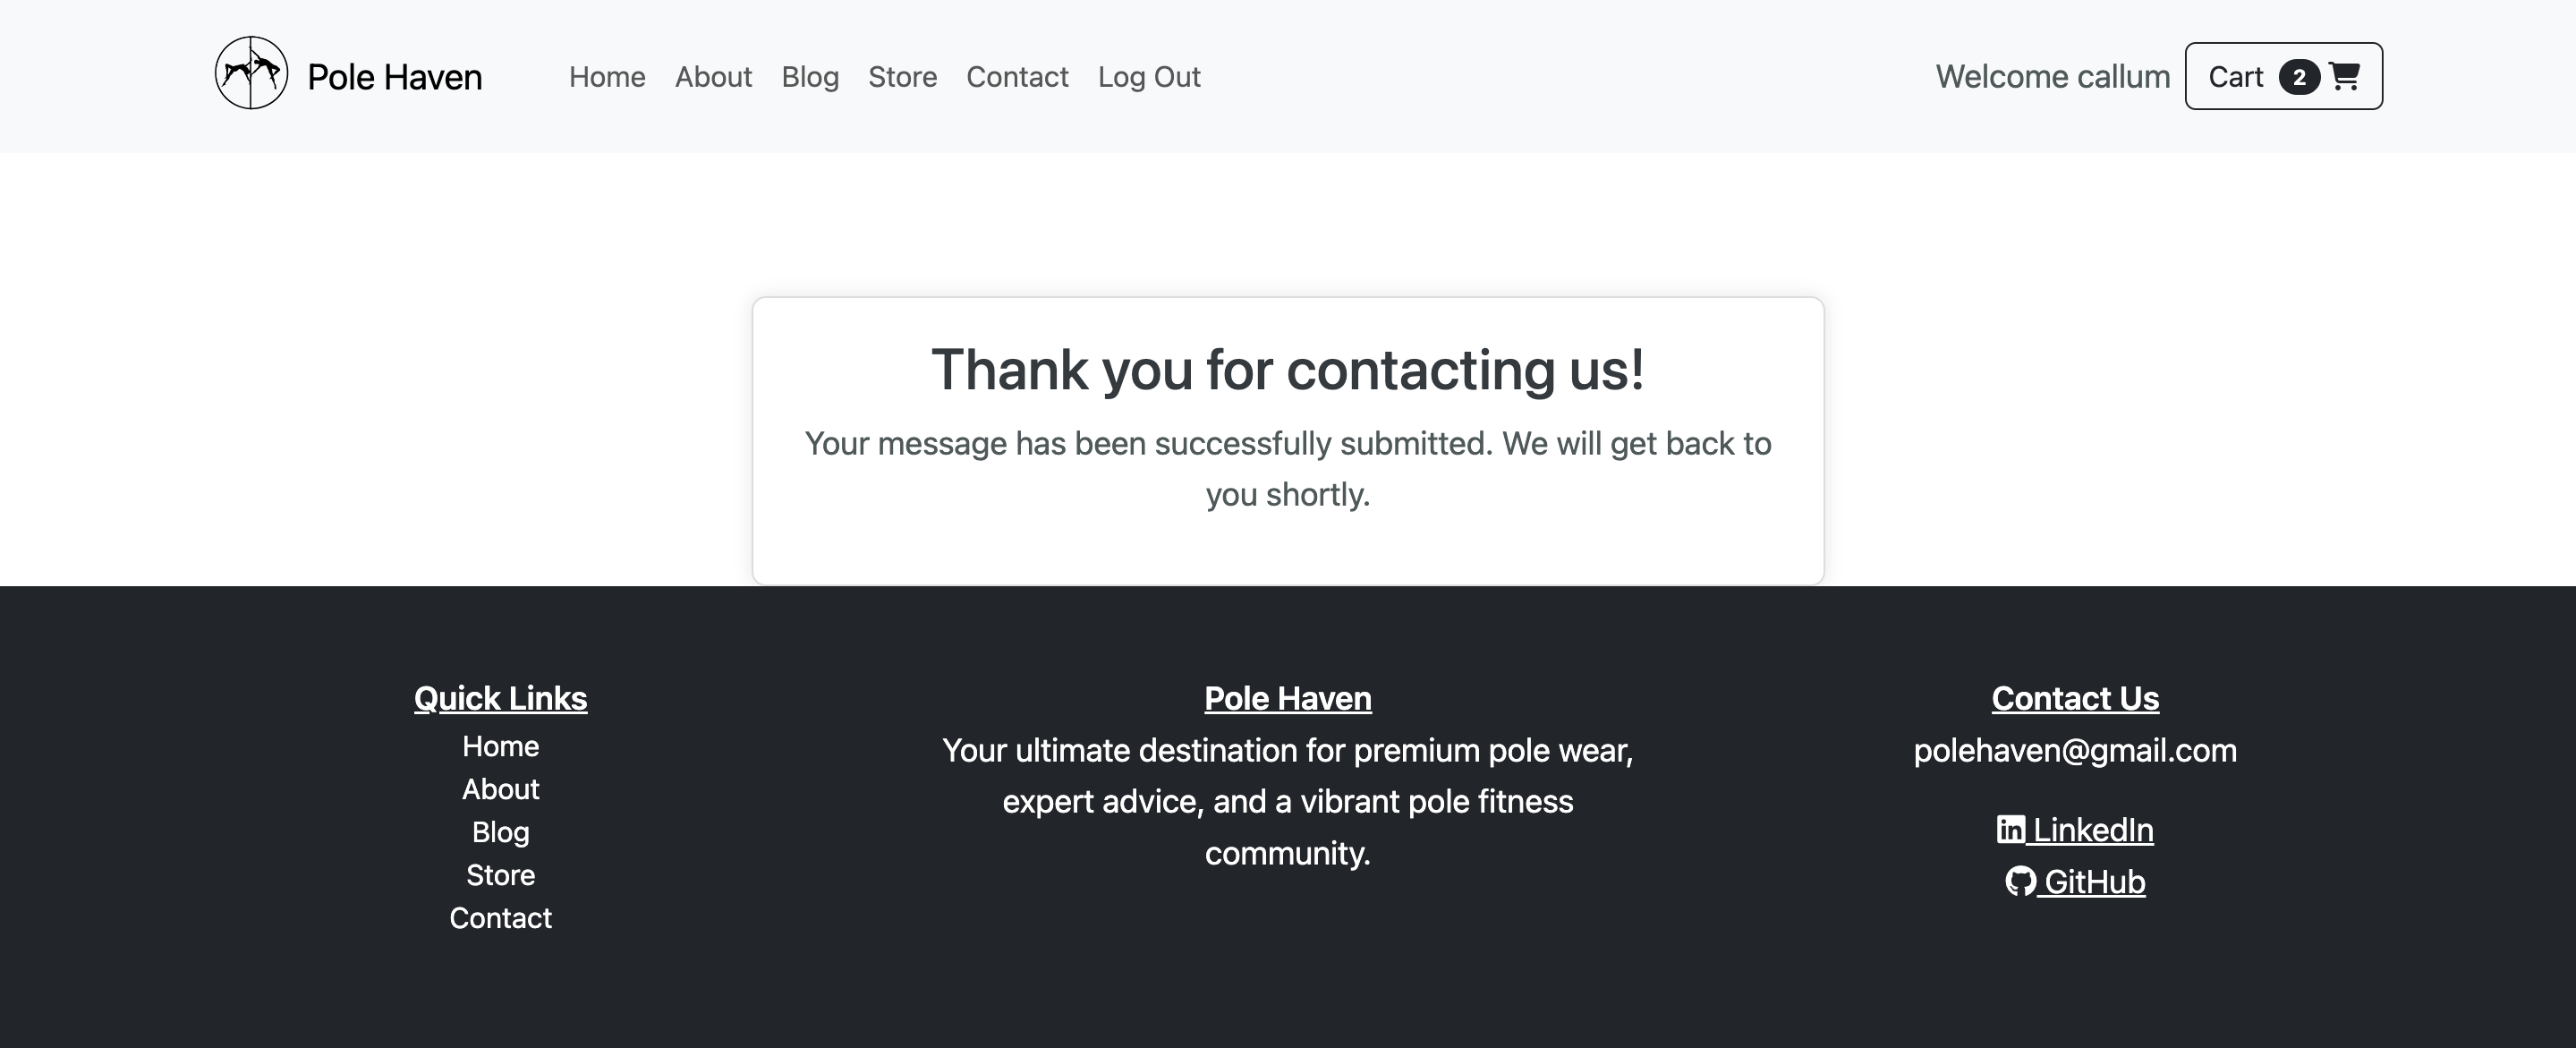 Pole Haven Home About Blog Store Contact Log Out Welcome callum Cart 2
Thank you for contacting us!
Your message has been successfully submitted. We will get back to
you shortly.
Quick Links
Home
About
Blog
Store
Contact
Pole Haven
Your ultimate destination for premium pole wear,
expert advice, and a vibrant pole fitness
community.
Contact Us
polehaven@gmail.com
in LinkedIn
GitHub